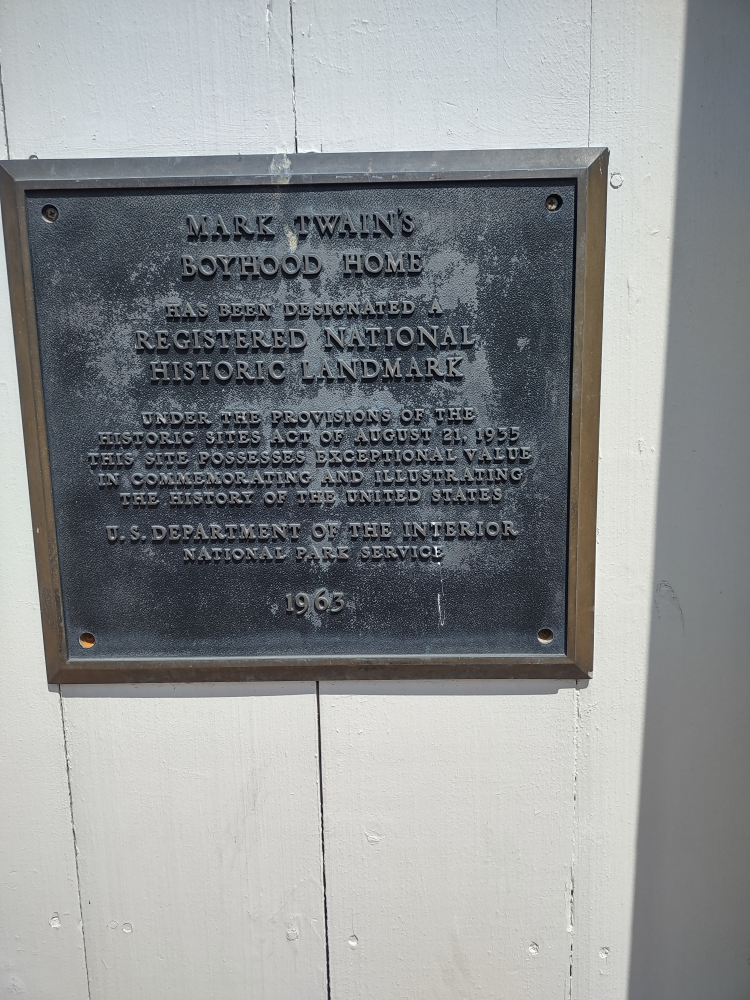 MARK TWAIN'S
BOYHOOD HOME
HAS BEEN DESIGNATED A
REGISTERED NATIONAL
HISTORIC LANDMARK
UNDER THE PROVISIONS OF THE
HISTORIC SITES ACT OF AUGUST 21, 1935
THIS SITE POSSESSES EXCEPTIONAL VALUE
IN COMMEMORATING AND ILLUSTRATING
THE HISTORY OF THE UNITED STATES
U.S. DEPARTMENT OF THE INTERIOR
NATIONAL PARK SERVICE
1963